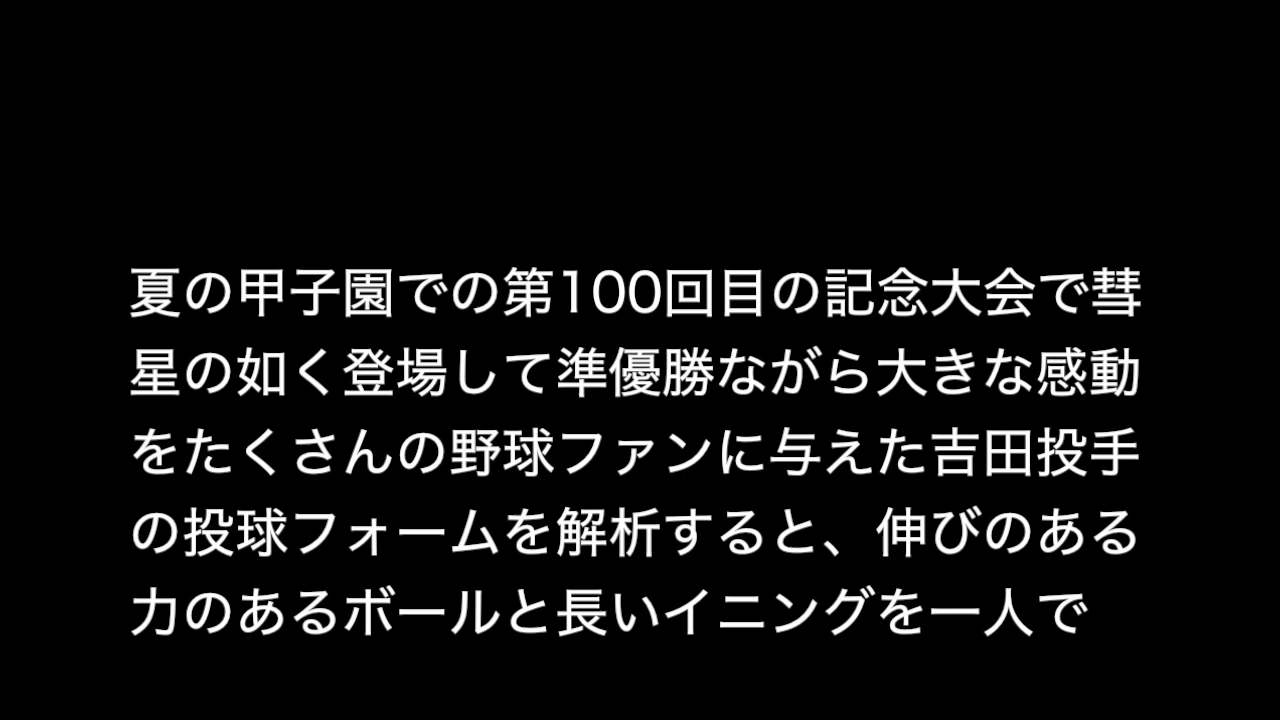 夏の甲子園での第100回目の記念大会で彗
星の如く登場して準優勝ながら大きな感動
をたくさんの野球ファンに与えた吉田投手
の投球フォームを解析すると、伸びのある
力のあるボールと長いイニングを一人で